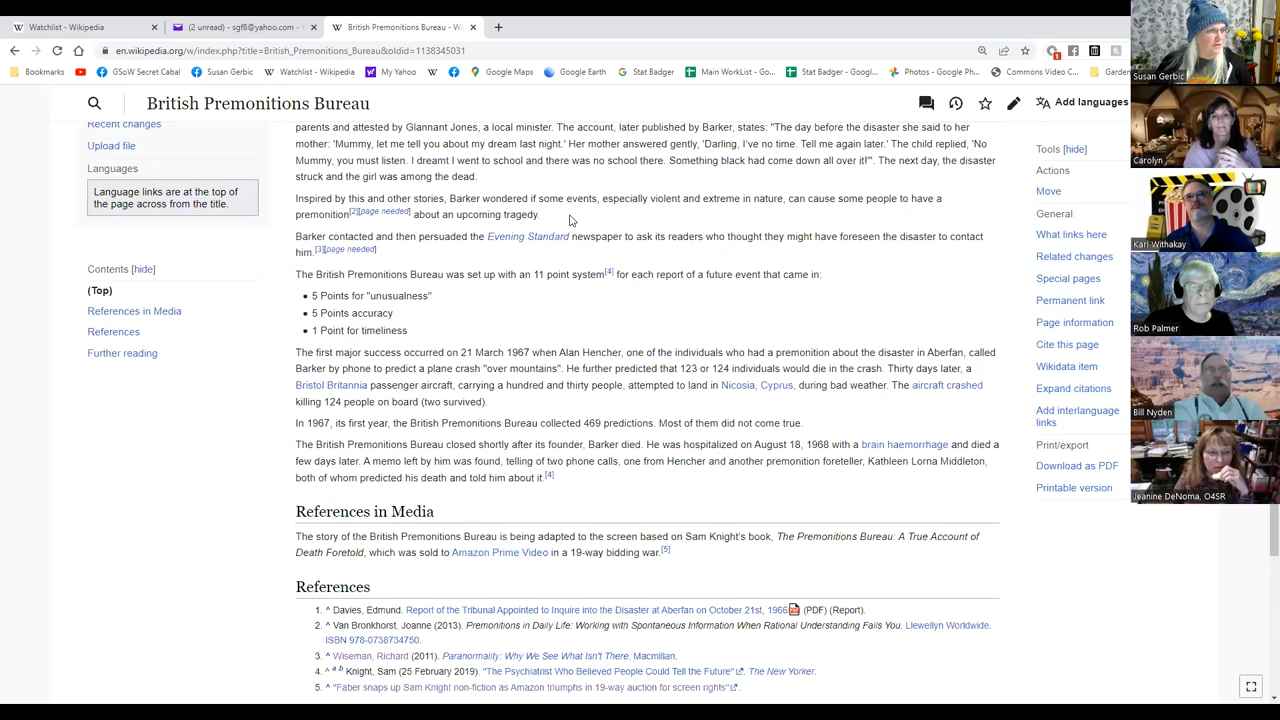 Watchlist - Wikipedia
(2 unread) - sgf8@yahoo.com -
British Premonitions Bureau - Wi
en.wikipedia.org/w/index.php?title=British_Premonitions_Bureau&oldid=1138345031
Bookmarks
GSoW Secret Cabal
Susan Gerbic
Watchlist - Wikipedia
My Yahoo
Google Maps
Google Earth
Stat Badger
Main WorkList - Go...
Stat Badger - Googl...
Photos - Google Ph...
Commons Video C...
Garden
British Premonitions Bureau
Add languages
Recent changes
Upload file
Languages
Language links are at the top of
the page across from the title.
Contents [hide]
(Top)
References in Media
References
Further reading
parents and attested by Glannant Jones, a local minister. The account, later published by Barker, states: "The day before the disaster she said to her
mother: 'Mummy, let me tell you about my dream last night.' Her mother answered gently, 'Darling, I've no time. Tell me again later.' The child replied, 'No
Mummy, you must listen. I dreamt I went to school and there was no school there. Something black had come down all over it!'". The next day, the disaster
struck and the girl was among the dead.
Inspired by this and other stories, Barker wondered if some events, especially violent and extreme in nature, can cause some people to have a
premonition[2][page needed] about an upcoming tragedy.
Barker contacted and then persuaded the Evening Standard newspaper to ask its readers who thought they might have foreseen the disaster to contact
him.[3][page needed]
The British Premonitions Bureau was set up with an 11 point system[4] for each report of a future event that came in:
• 5 Points for "unusualness"
• 5 Points accuracy
• 1 Point for timeliness
The first major success occurred on 21 March 1967 when Alan Hencher, one of the individuals who had a premonition about the disaster in Aberfan, called
Barker by phone to predict a plane crash "over mountains". He further predicted that 123 or 124 individuals would die in the crash. Thirty days later, a
Bristol Britannia passenger aircraft, carrying a hundred and thirty people, attempted to land in Nicosia, Cyprus, during bad weather. The aircraft crashed
killing 124 people on board (two survived).
In 1967, its first year, the British Premonitions Bureau collected 469 predictions. Most of them did not come true.
The British Premonitions Bureau closed shortly after its founder, Barker died. He was hospitalized on August 18, 1968 with a brain haemorrhage and died a
few days later. A memo left by him was found, telling of two phone calls, one from Hencher and another premonition foreteller, Kathleen Lorna Middleton,
both of whom predicted his death and told him about it.[4]
References in Media
The story of the British Premonitions Bureau is being adapted to the screen based on Sam Knight's book, The Premonitions Bureau: A True Account of
Death Foretold, which was sold to Amazon Prime Video in a 19-way bidding war.[5]
References
1. ^ Davies, Edmund. Report of the Tribunal Appointed to Inquire into the Disaster at Aberfan on October 21st, 1966 (PDF) (Report).
2. ^ Van Bronkhorst, Joanne (2013). Premonitions in Daily Life: Working with Spontaneous Information When Rational Understanding Fails You. Llewellyn Worldwide.
ISBN 978-0738734750.
3. ^ Wiseman, Richard (2011). Paranormality: Why We See What Isn't There. Macmillan.
4. ^ a b Knight, Sam (25 February 2019). "The Psychiatrist Who Believed People Could Tell the Future". The New Yorker.
5. ^ "Faber snaps up Sam Knight non-fiction as Amazon triumphs in 19-way auction for screen rights".
Tools [hide]
Actions
Move
General
What links here
Related changes
Special pages
Permanent link
Page information
Cite this page
Wikidata item
Expand citations
Add interlanguage
links
Print/export
Download as PDF
Printable version
Susan Gerbic
Carolyn
Karl Withakay
Rob Palmer
Bill Nyden
Jeanine DeNoma, O4SR